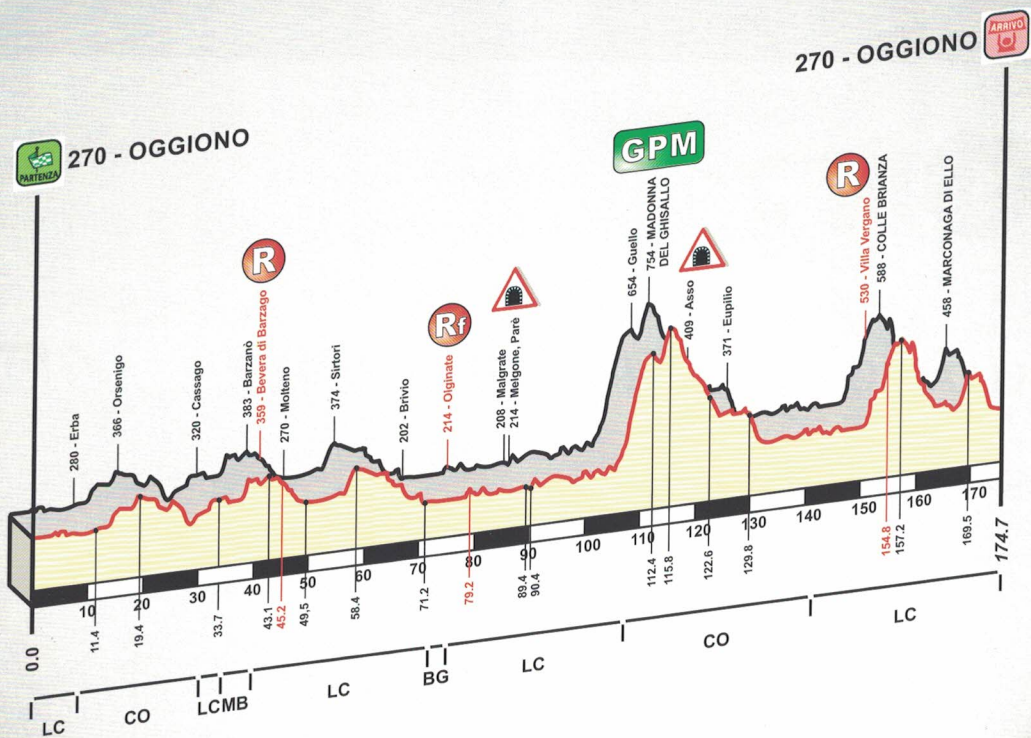 270 - OGGIONO
ARRIVO
270 - OGGIONO
PARTENZA
GPM
R
R
Rf
280 - Erba
366 - Orsenigo
320 - Cassago
383 - Barzanò
359 - Bevera di Barzago
270 - Molteno
374 - Sirtori
202 - Brivio
214 - Olginate
208 - Malgrate
214 - Melgone, Parè
654 - Guello
754 - MADONNA
DEL GHISALLO
409 - Asso
371 - Eupilio
530 - Villa Vergano
588 - COLLE BRIANZA
458 - MARCONAGA DI ELLO
10
20
30
40
50
60
70
80
90
100
110
120
130
140
150
160
170
0.0
11.4
19.4
33.7
43.1
45.2
49,5
58.4
71.2
79.2
89.4
90.4
112.4
115.8
122.6
129.8
154.8
157.2
169.5
174.7
LC
CO
LC
MB
LC
BG
LC
CO
LC